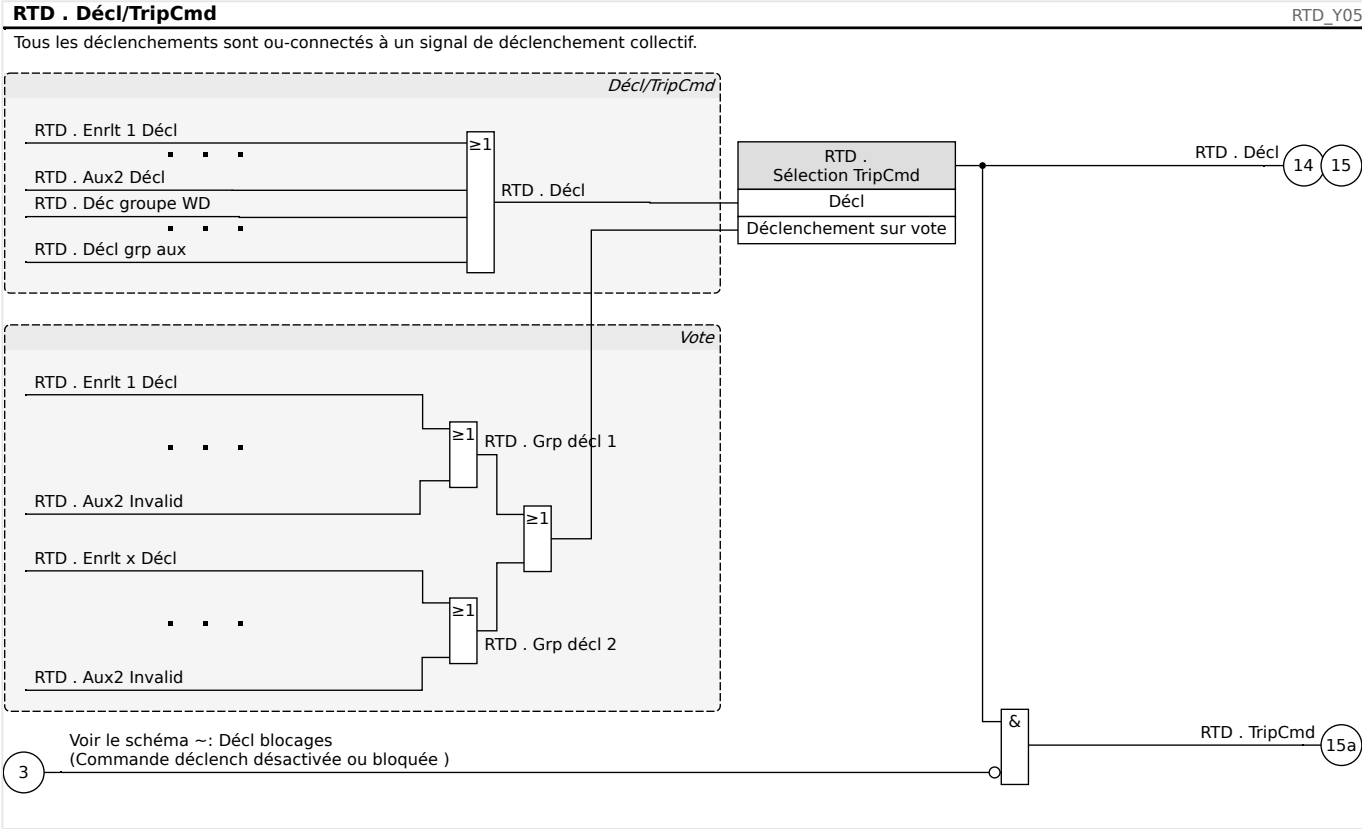 RTD . Décl/TripCmd
RTD_Y05
Tous les déclenchements sont ou-connectés à un signal de déclenchement collectif.
Décl/TripCmd
RTD . Enrlt 1 Décl
≥1
RTD . Aux2 Décl
RTD . Déc groupe WD
RTD . Décl grp aux
RTD . Décl
RTD .
Sélection TripCmd
Décl
Déclenchement sur vote
RTD . Décl
14
15
Vote
RTD . Enrlt 1 Décl
≥1
RTD . Grp décl 1
RTD . Aux2 Invalid
≥1
RTD . Enrlt x Décl
≥1
RTD . Grp décl 2
RTD . Aux2 Invalid
&
RTD . TripCmd
15a
Voir le schéma ~: Décl blocages
(Commande déclench désactivée ou bloquée )
3